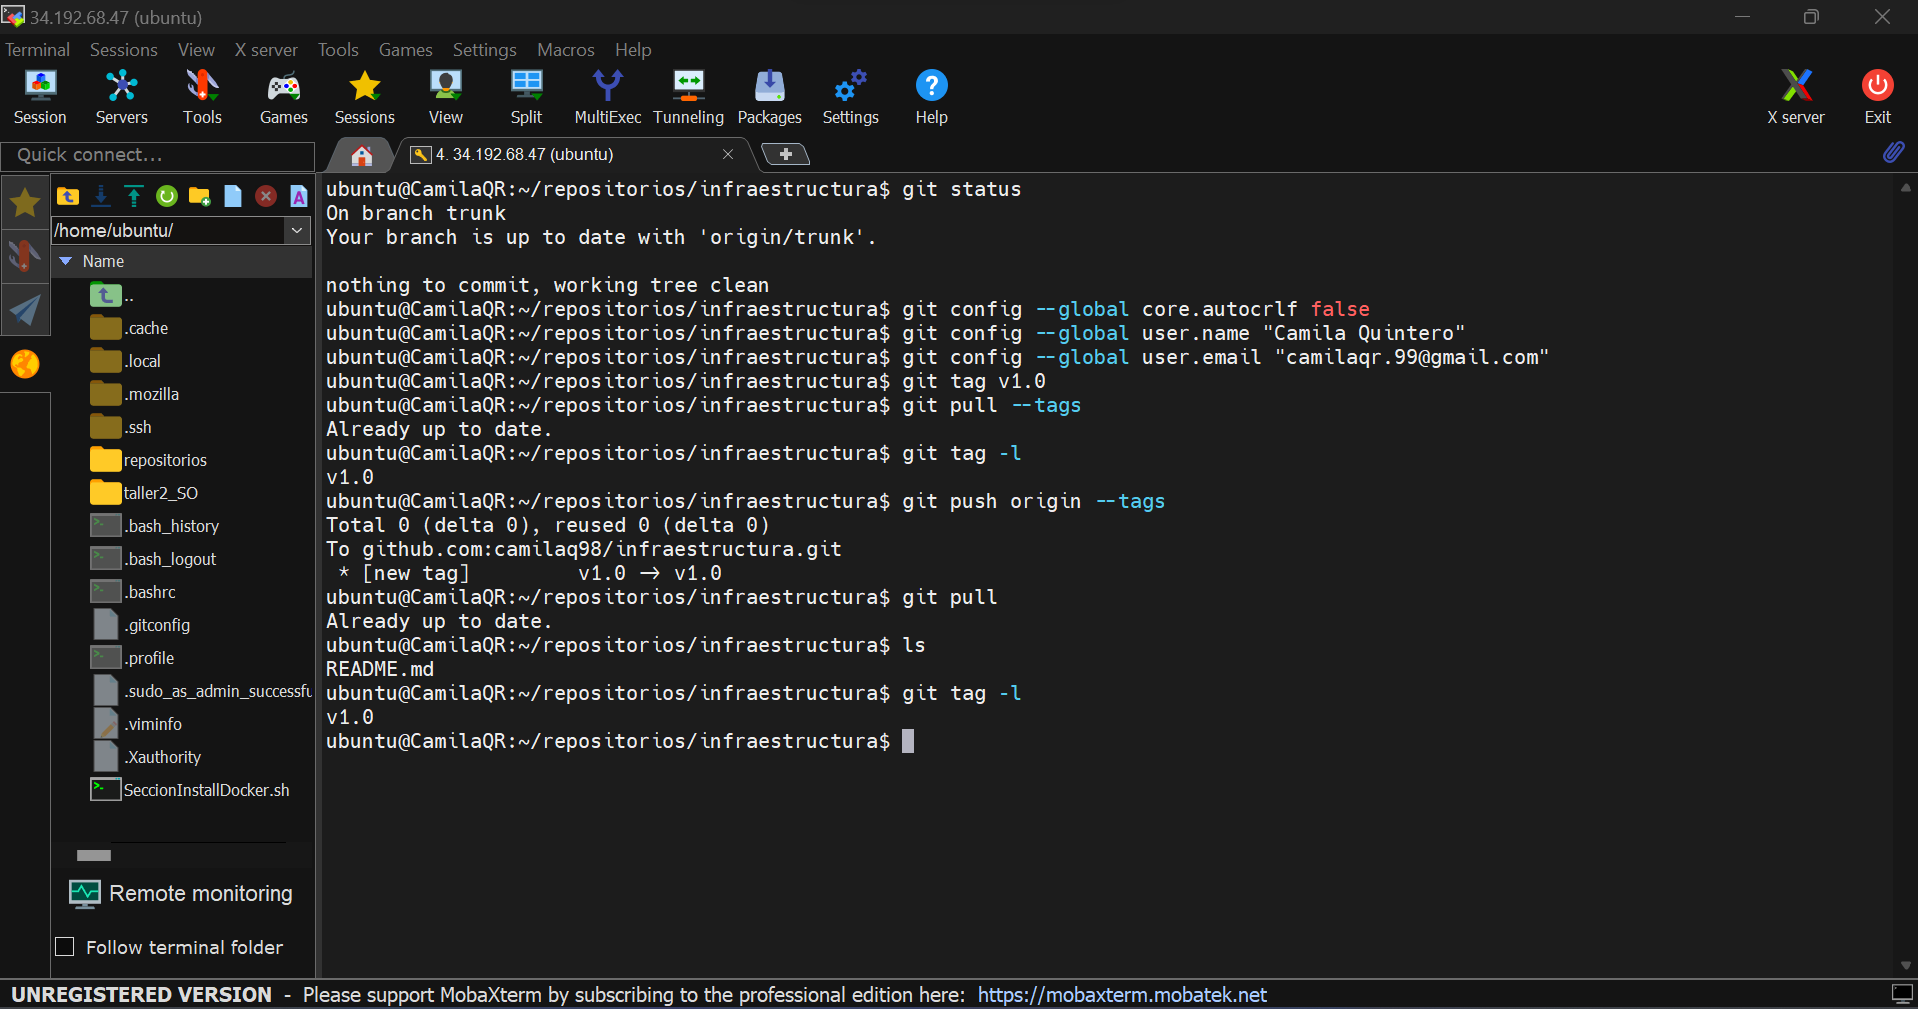 34.192.68.47 (ubuntu)
Terminal Sessions View X server Tools Games Settings Macros Help
Session Servers Tools Games Sessions View Split MultiExec Tunneling Packages Settings Help X server Exit
Quick connect...
4. 34.192.68.47 (ubuntu)
/home/ubuntu/
Name
..
.cache
.local
.mozilla
.ssh
repositorios
taller2_SO
.bash_history
.bash_logout
.bashrc
.gitconfig
.profile
.sudo_as_admin_successfu
.viminfo
.Xauthority
SeccionInstallDocker.sh
Remote monitoring
Follow terminal folder
ubuntu@CamilaQR:~/repositorios/infraestructura$ git status
On branch trunk
Your branch is up to date with 'origin/trunk'.
nothing to commit, working tree clean
ubuntu@CamilaQR:~/repositorios/infraestructura$ git config --global core.autocrlf false
ubuntu@CamilaQR:~/repositorios/infraestructura$ git config --global user.name "Camila Quintero"
ubuntu@CamilaQR:~/repositorios/infraestructura$ git config --global user.email "camilaqr.99@gmail.com"
ubuntu@CamilaQR:~/repositorios/infraestructura$ git tag v1.0
ubuntu@CamilaQR:~/repositorios/infraestructura$ git pull --tags
Already up to date.
ubuntu@CamilaQR:~/repositorios/infraestructura$ git tag -l
v1.0
ubuntu@CamilaQR:~/repositorios/infraestructura$ git push origin --tags
Total 0 (delta 0), reused 0 (delta 0)
To github.com:camilaq98/infraestructura.git
* [new tag] v1.0 -> v1.0
ubuntu@CamilaQR:~/repositorios/infraestructura$ git pull
Already up to date.
ubuntu@CamilaQR:~/repositorios/infraestructura$ ls
README.md
ubuntu@CamilaQR:~/repositorios/infraestructura$ git tag -l
v1.0
ubuntu@CamilaQR:~/repositorios/infraestructura$
UNREGISTERED VERSION - Please support MobaXterm by subscribing to the professional edition here: https://mobaxterm.mobatek.net